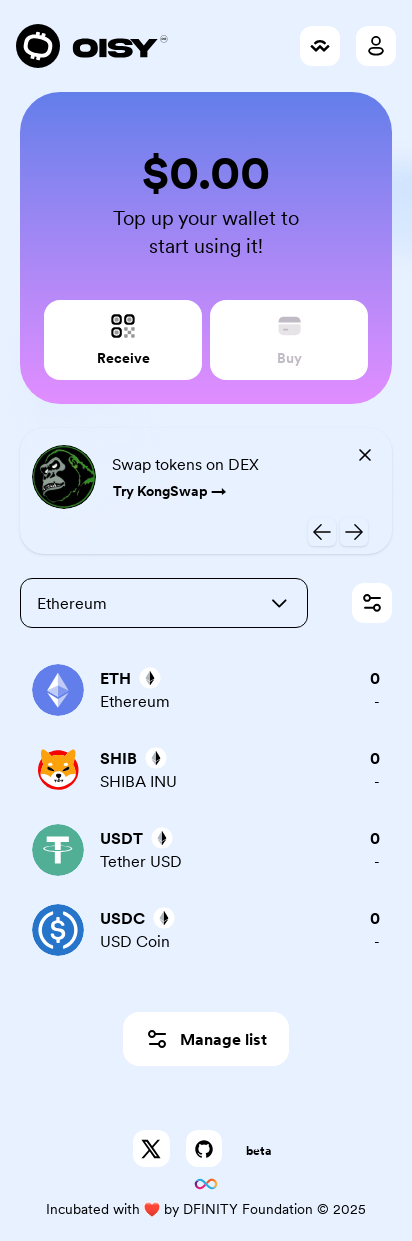 OISY
$0.00
Top up your wallet to
start using it!
Receive
Buy
Swap tokens on DEX
Try KongSwap →
Ethereum
ETH
0
Ethereum
-
SHIB
0
SHIBA INU
-
USDT
0
Tether USD
-
USDC
0
USD Coin
-
Manage list
beta
Incubated with ❤️ by DFINITY Foundation © 2025